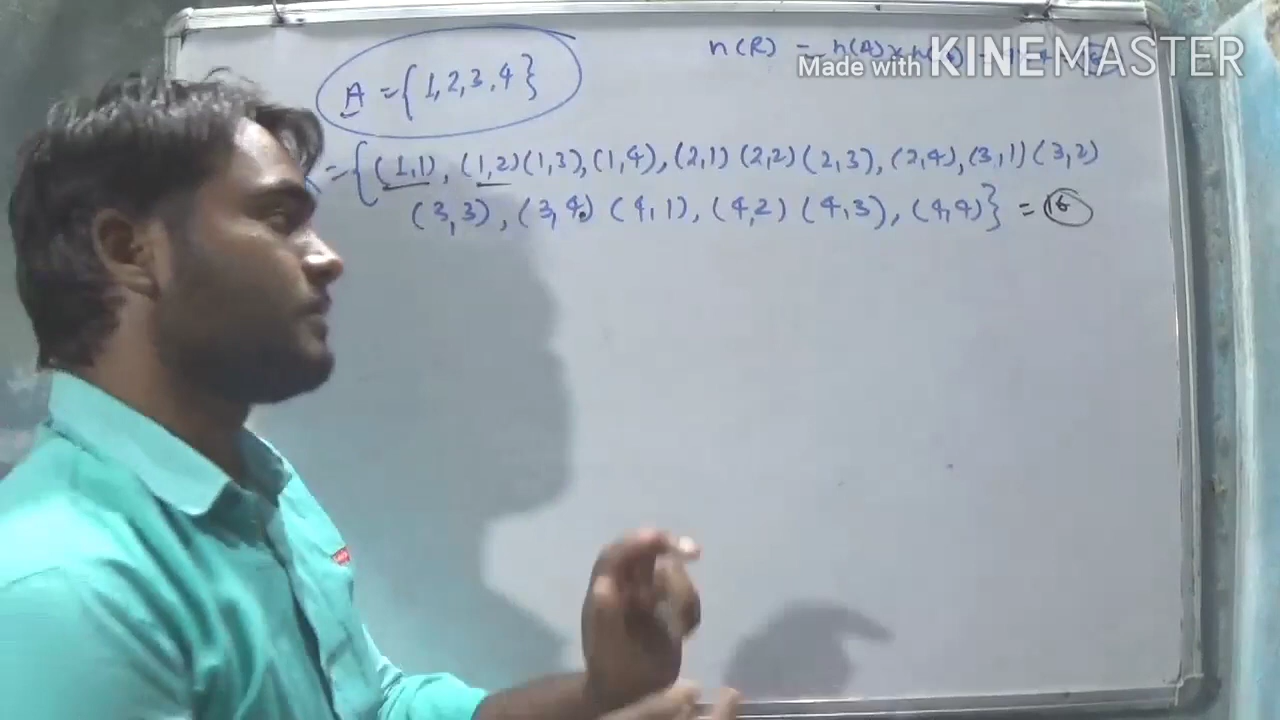 n(R) = n(A)x
Made with KINEMASTER
A = {1,2,3,4}
= {(1,1), (1,2)(1,3),(1,4),(2,1)(2,2)(2,3),(2,4),(3,1)(3,2)
(3,3),(3,4)(4,1),(4,2)(4,3),(4,4)} = 16